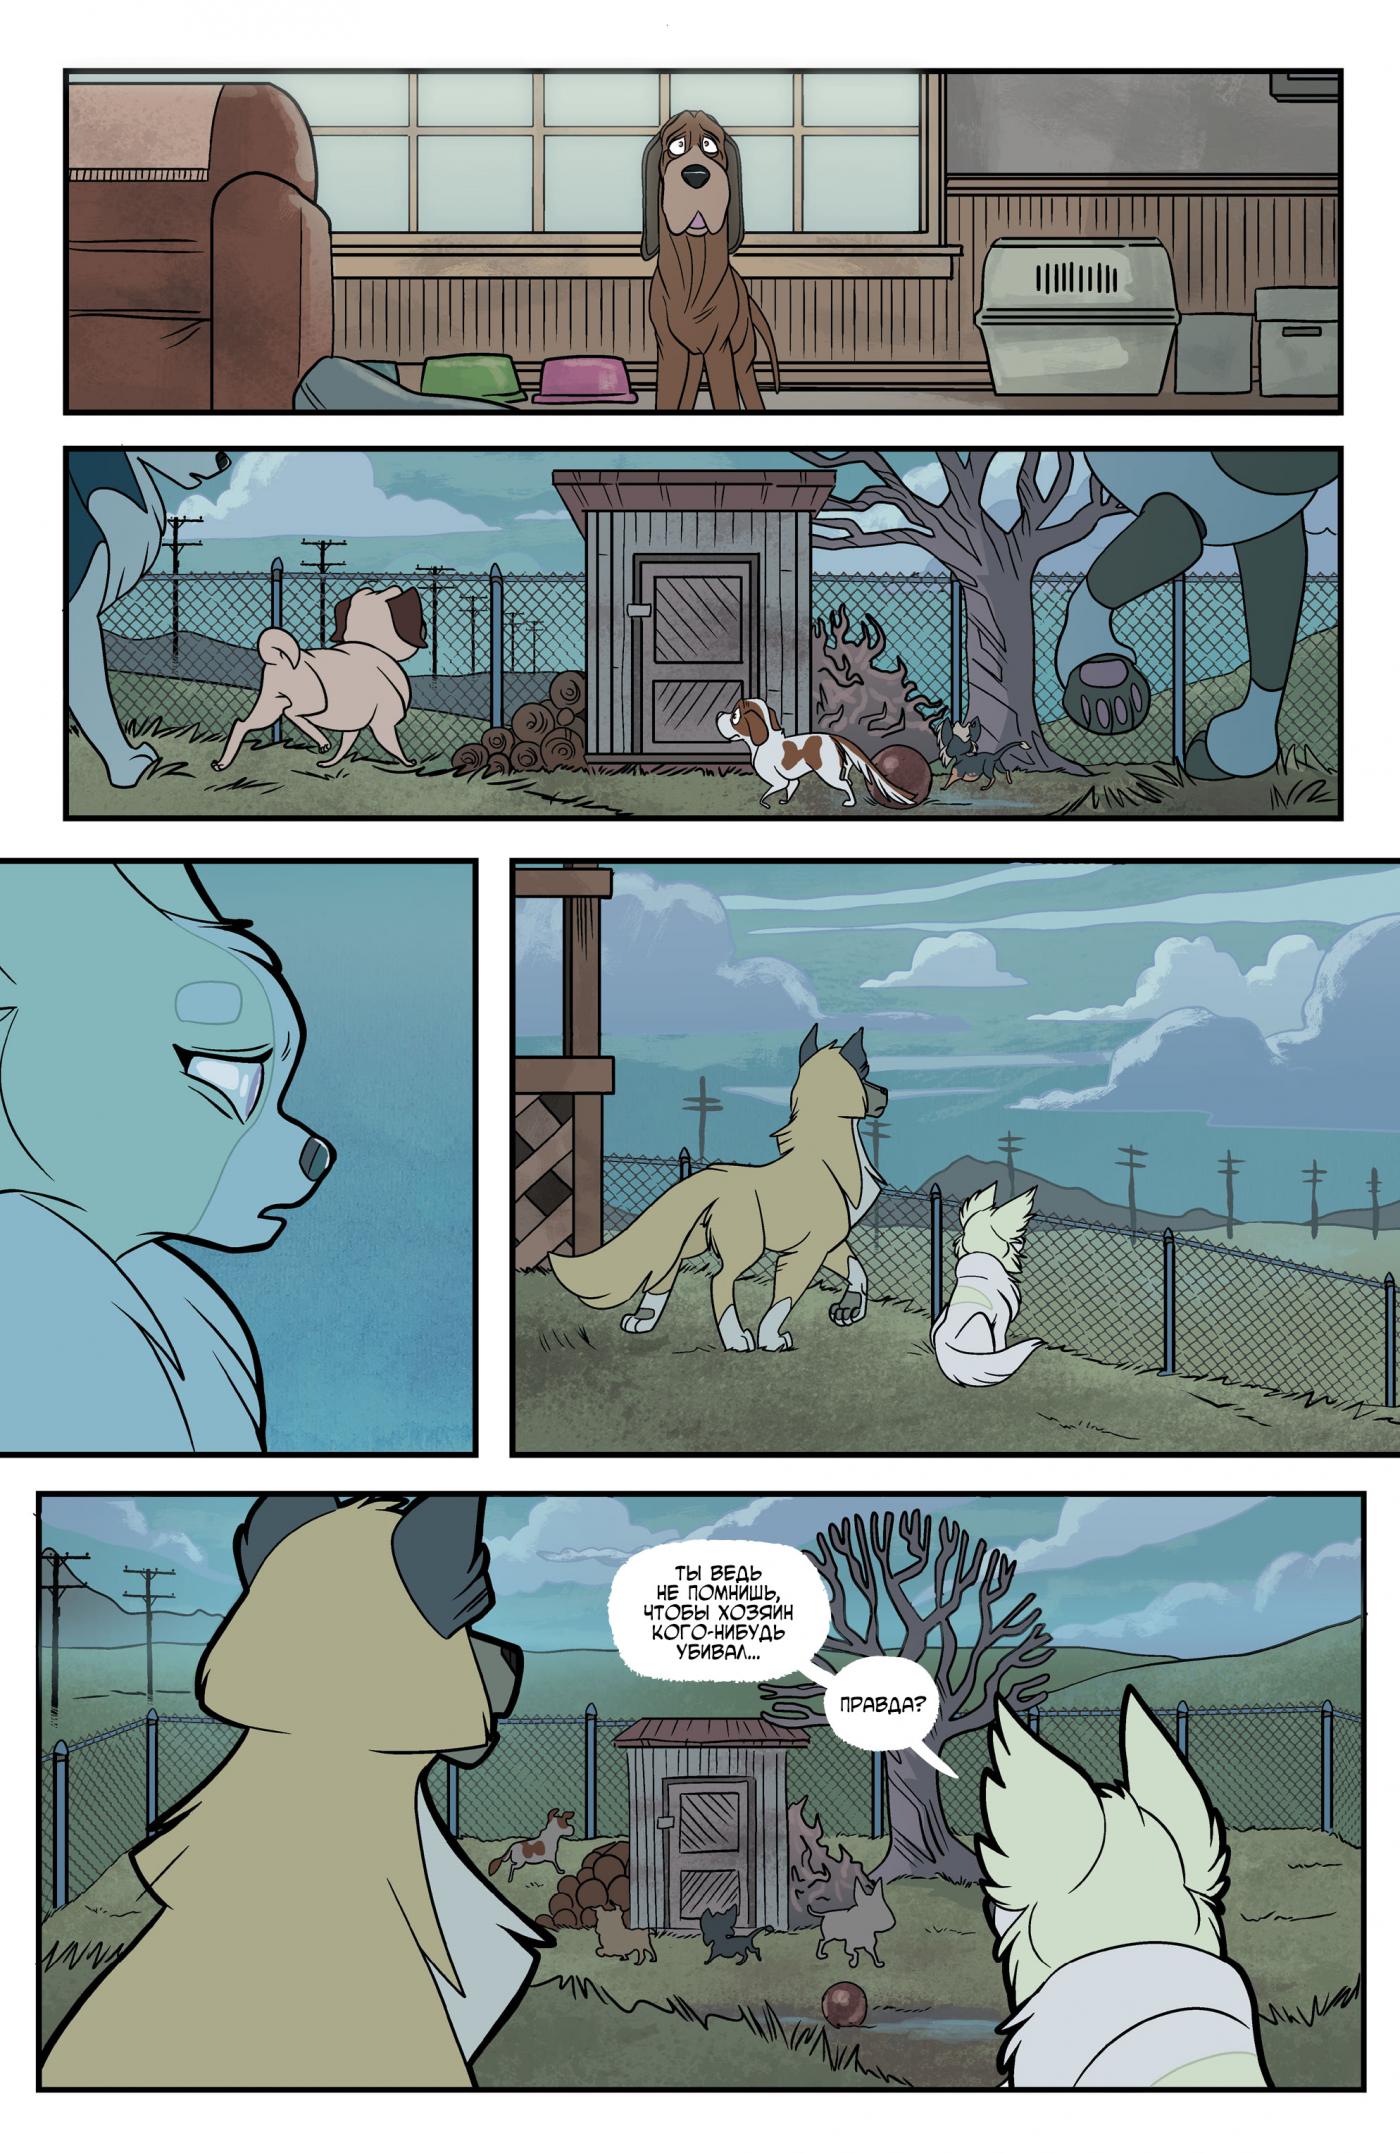 ТЫ ВЕДЬ
НЕ ПОМНИШЬ,
ЧТОБЫ ХОЗЯИН
КОГО-НИБУДЬ
УБИВАЛ...
ПРАВДА?